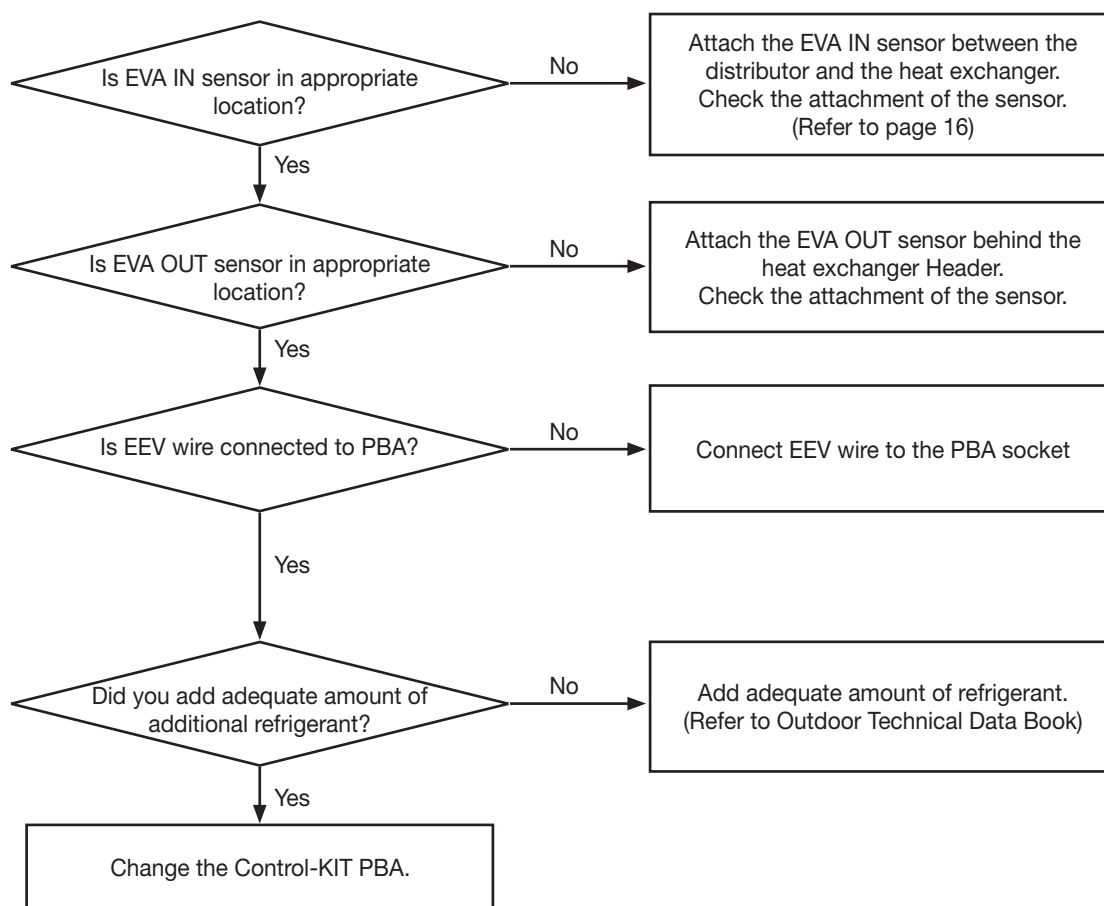 Is EVA IN sensor in appropriate
location?
No
Attach the EVA IN sensor between the
distributor and the heat exchanger.
Check the attachment of the sensor.
(Refer to page 16)
Yes
Is EVA OUT sensor in appropriate
location?
No
Attach the EVA OUT sensor behind the
heat exchanger Header.
Check the attachment of the sensor.
Yes
Is EEV wire connected to PBA?
No
Connect EEV wire to the PBA socket
Yes
Did you add adequate amount of
additional refrigerant?
No
Add adequate amount of refrigerant.
(Refer to Outdoor Technical Data Book)
Yes
Change the Control-KIT PBA.